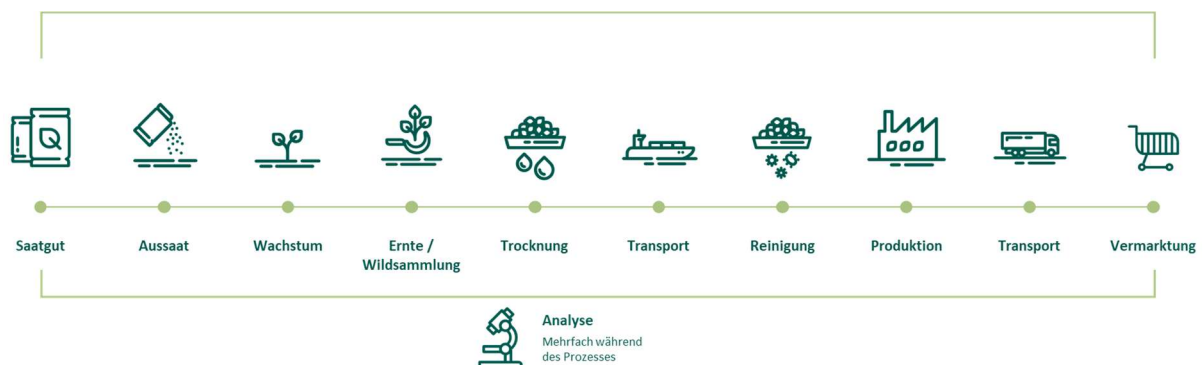 Saatgut
Aussaat
Wachstum
Ernte /
Wildsammlung
Trocknung
Transport
Reinigung
Produktion
Transport
Vermarktung
Analyse
Mehrfach während
des Prozesses